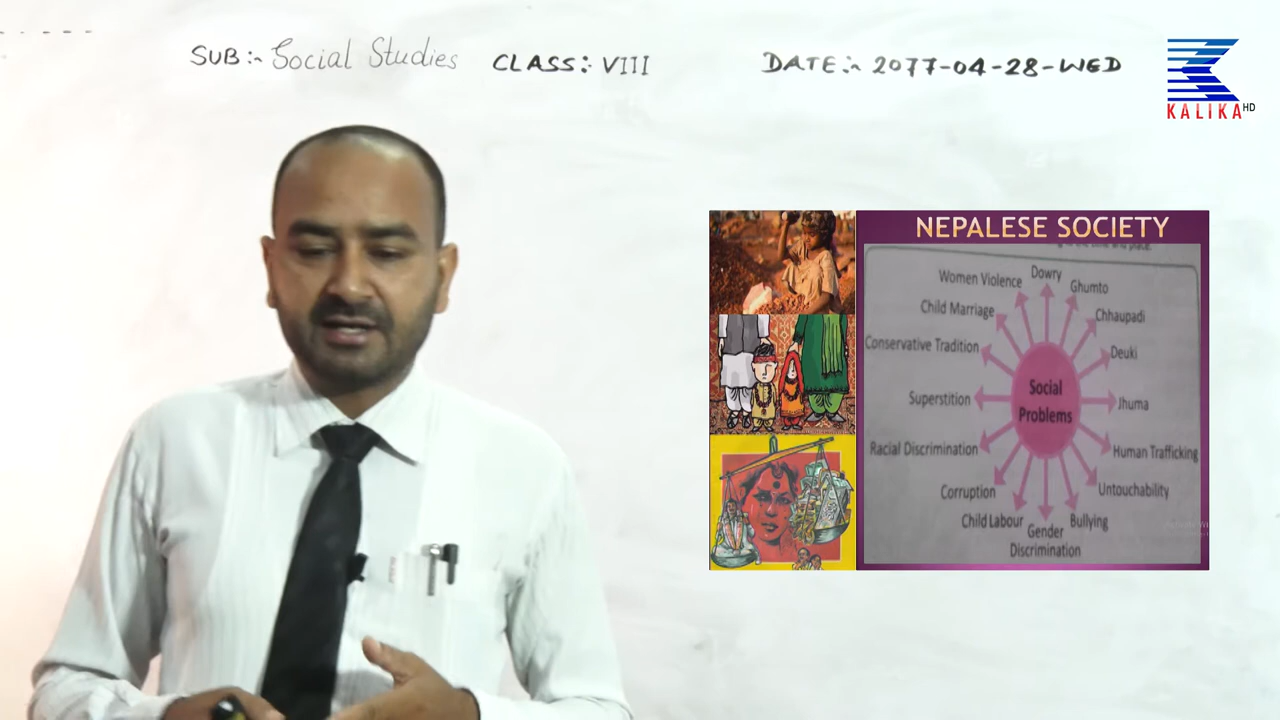 SUB:- Social Studies CLASS:- VIII DATE:- 2077-04-28-WED
KALIKA HD
NEPALESE SOCIETY
Women Violence
Dowry
Ghumto
Child Marriage
Chhaupadi
Conservative Tradition
Deuki
Superstition
Social
Problems
Jhuma
Racial Discrimination
Human Trafficking
Corruption
Untouchability
Child Labour
Gender
Discrimination
Bullying